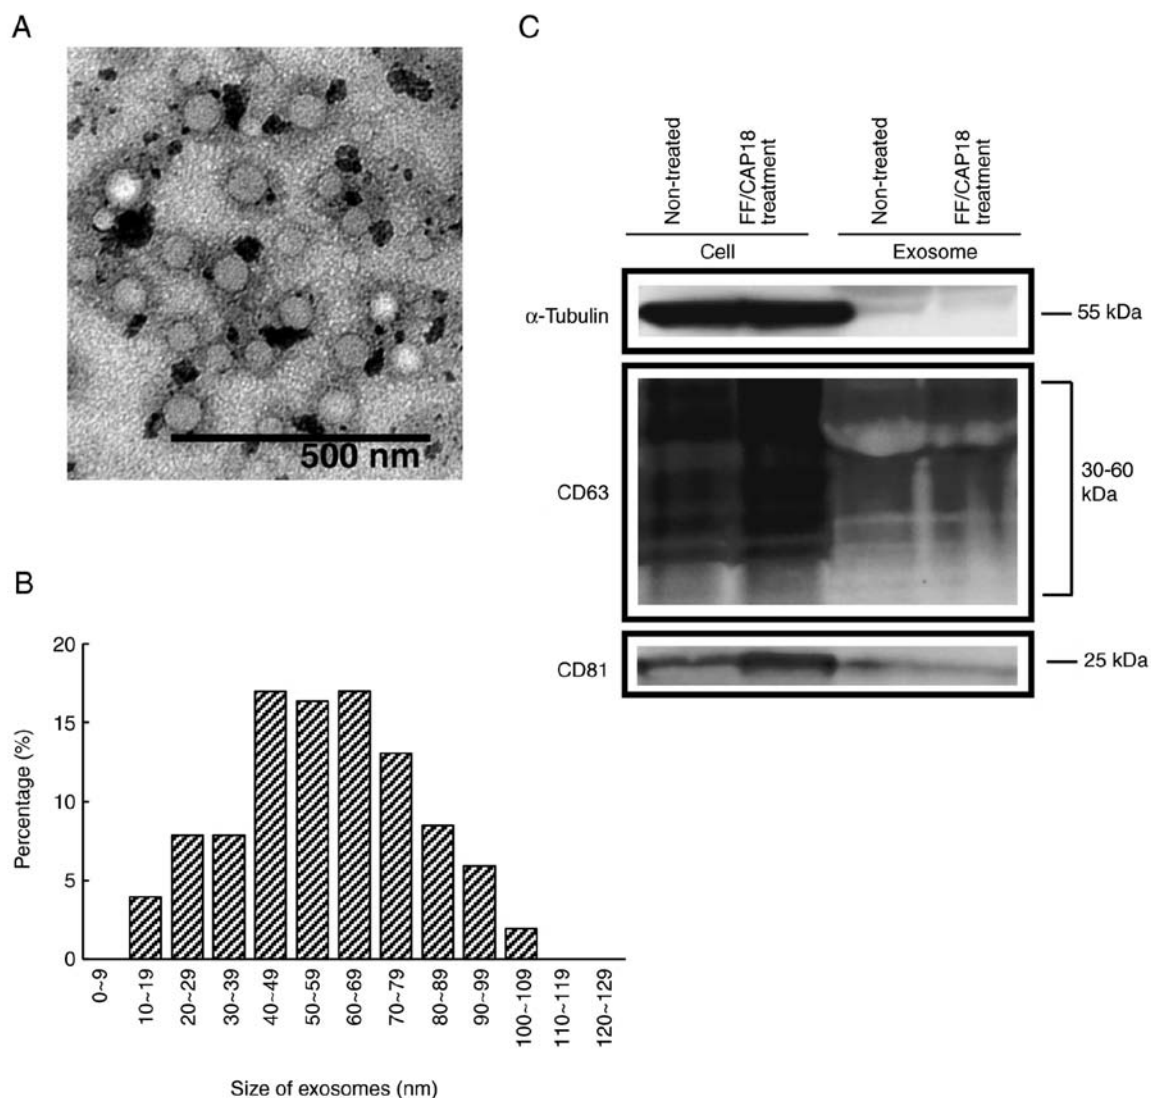 A
500 nm
B
20
15
10
5
0
Percentage (%)
0~9
10~19
20~29
30~39
40~49
50~59
60~69
70~79
80~89
90~99
100~109
110~119
120~129
Size of exosomes (nm)
C
Non-treated
FF/CAP18
treatment
Non-treated
FF/CAP18
treatment
Cell
Exosome
α-Tubulin
55 kDa
CD63
30-60
kDa
CD81
25 kDa